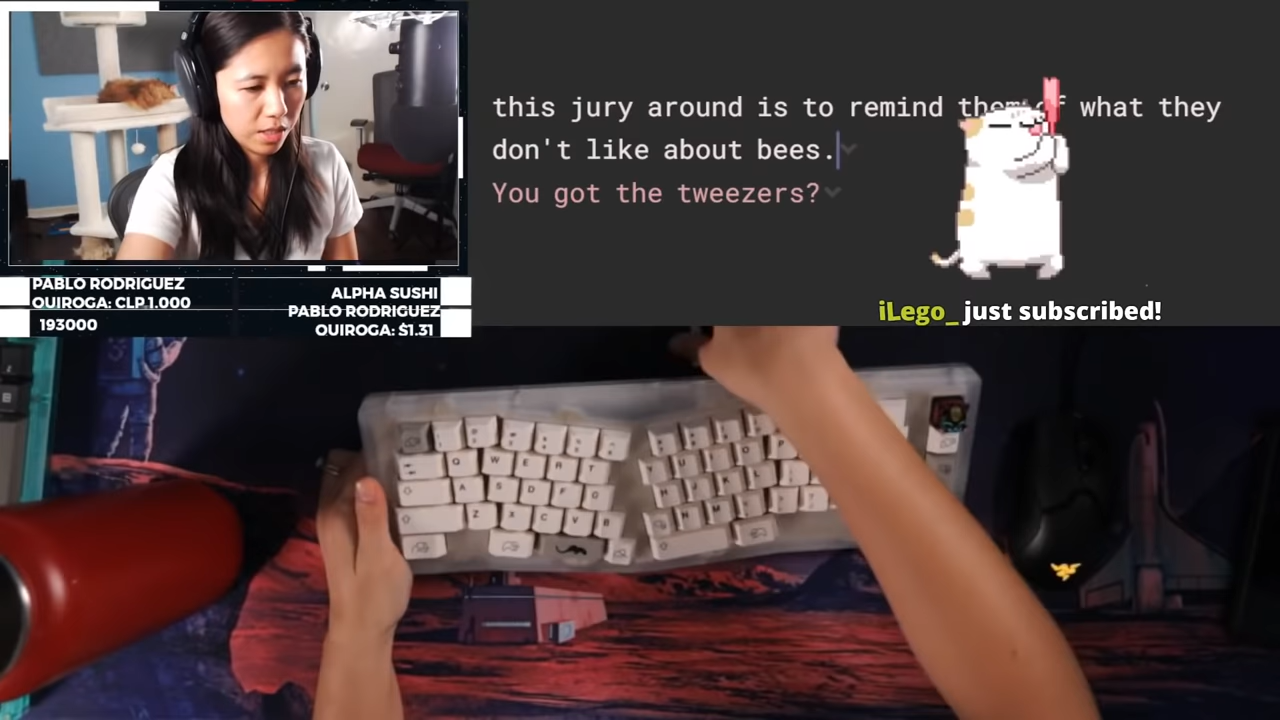 this jury around is to remind them of what they
don't like about bees.
You got the tweezers?
iLego_ just subscribed!
PABLO RODRIGUEZ
QUIROGA: CLP 1.000
193000
ALPHA SUSHI
PABLO RODRIGUEZ
QUIROGA: $1.31
Q W E R T
A S D F G
Z X C V B
Y U I O P
H J K L
N M